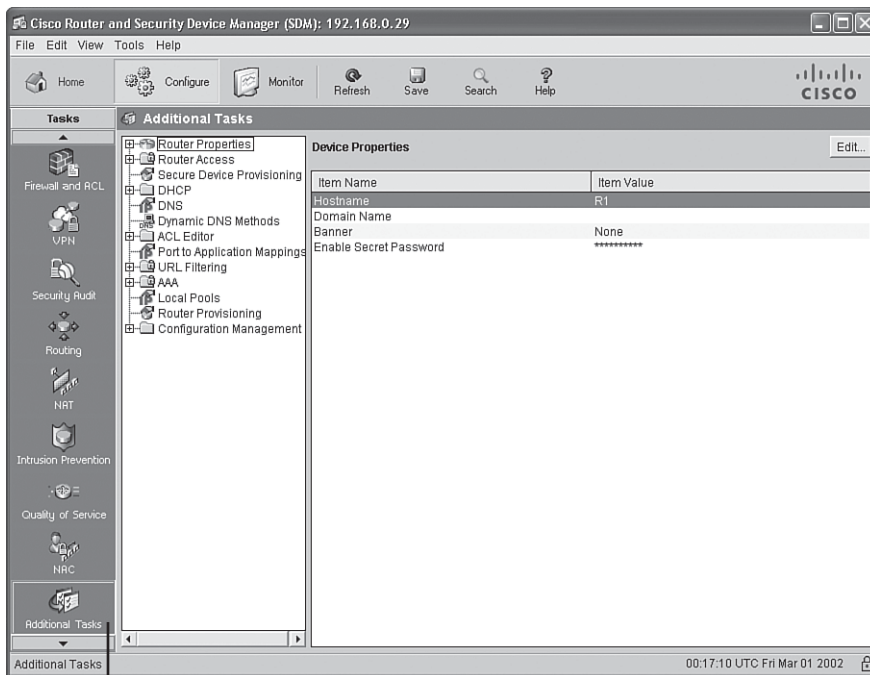 Cisco Router and Security Device Manager (SDM): 192.168.0.29
File Edit View Tools Help
Home Configure Monitor Refresh Save Search Help
CISCO
Tasks
Additional Tasks
Firewall and ACL
VPN
Security Audit
Routing
NAT
Intrusion Prevention
Quality of Service
NAC
Additional Tasks
Router Properties
Router Access
Secure Device Provisioning
DHCP
DNS
Dynamic DNS Methods
ACL Editor
Port to Application Mappings
URL Filtering
AAA
Local Pools
Router Provisioning
Configuration Management
Device Properties
Edit...
Item Name Item Value
Hostname R1
Domain Name
Banner None
Enable Secret Password **********
Additional Tasks 00:17:10 UTC Fri Mar 01 2002